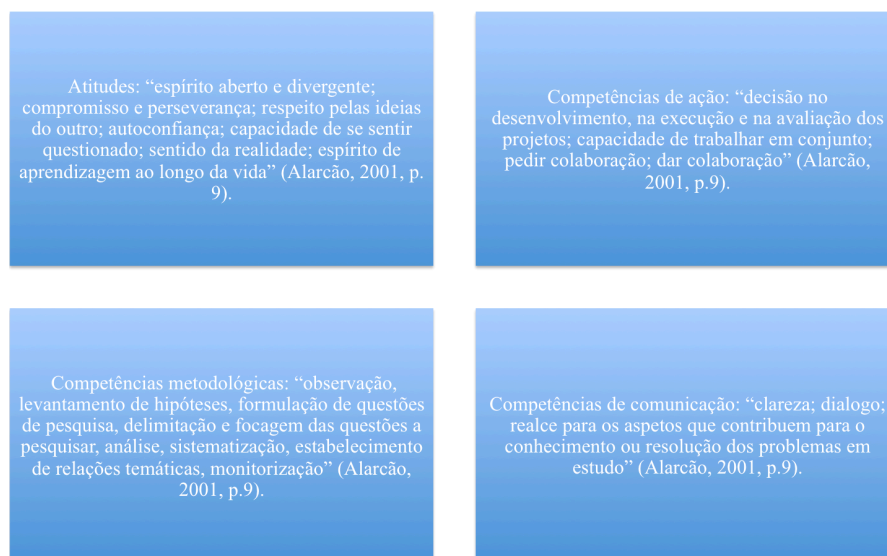 Atitudes: “espírito aberto e divergente;
compromisso e perseverança; respeito pelas ideias
do outro; autoconfiança; capacidade de se sentir
questionado; sentido da realidade; espírito de
aprendizagem ao longo da vida” (Alarcão, 2001, p.
9).
Competências de ação: “decisão no
desenvolvimento, na execução e na avaliação dos
projetos; capacidade de trabalhar em conjunto;
pedir colaboração; dar colaboração” (Alarcão,
2001, p.9).
Competências metodológicas: “observação,
levantamento de hipóteses, formulação de questões
de pesquisa, delimitação e focagem das questões a
pesquisar, análise, sistematização, estabelecimento
de relações temáticas, monitorização” (Alarcão,
2001, p.9).
Competências de comunicação: “clareza; dialogo;
realce para os aspetos que contribuem para o
conhecimento ou resolução dos problemas em
estudo” (Alarcão, 2001, p.9).